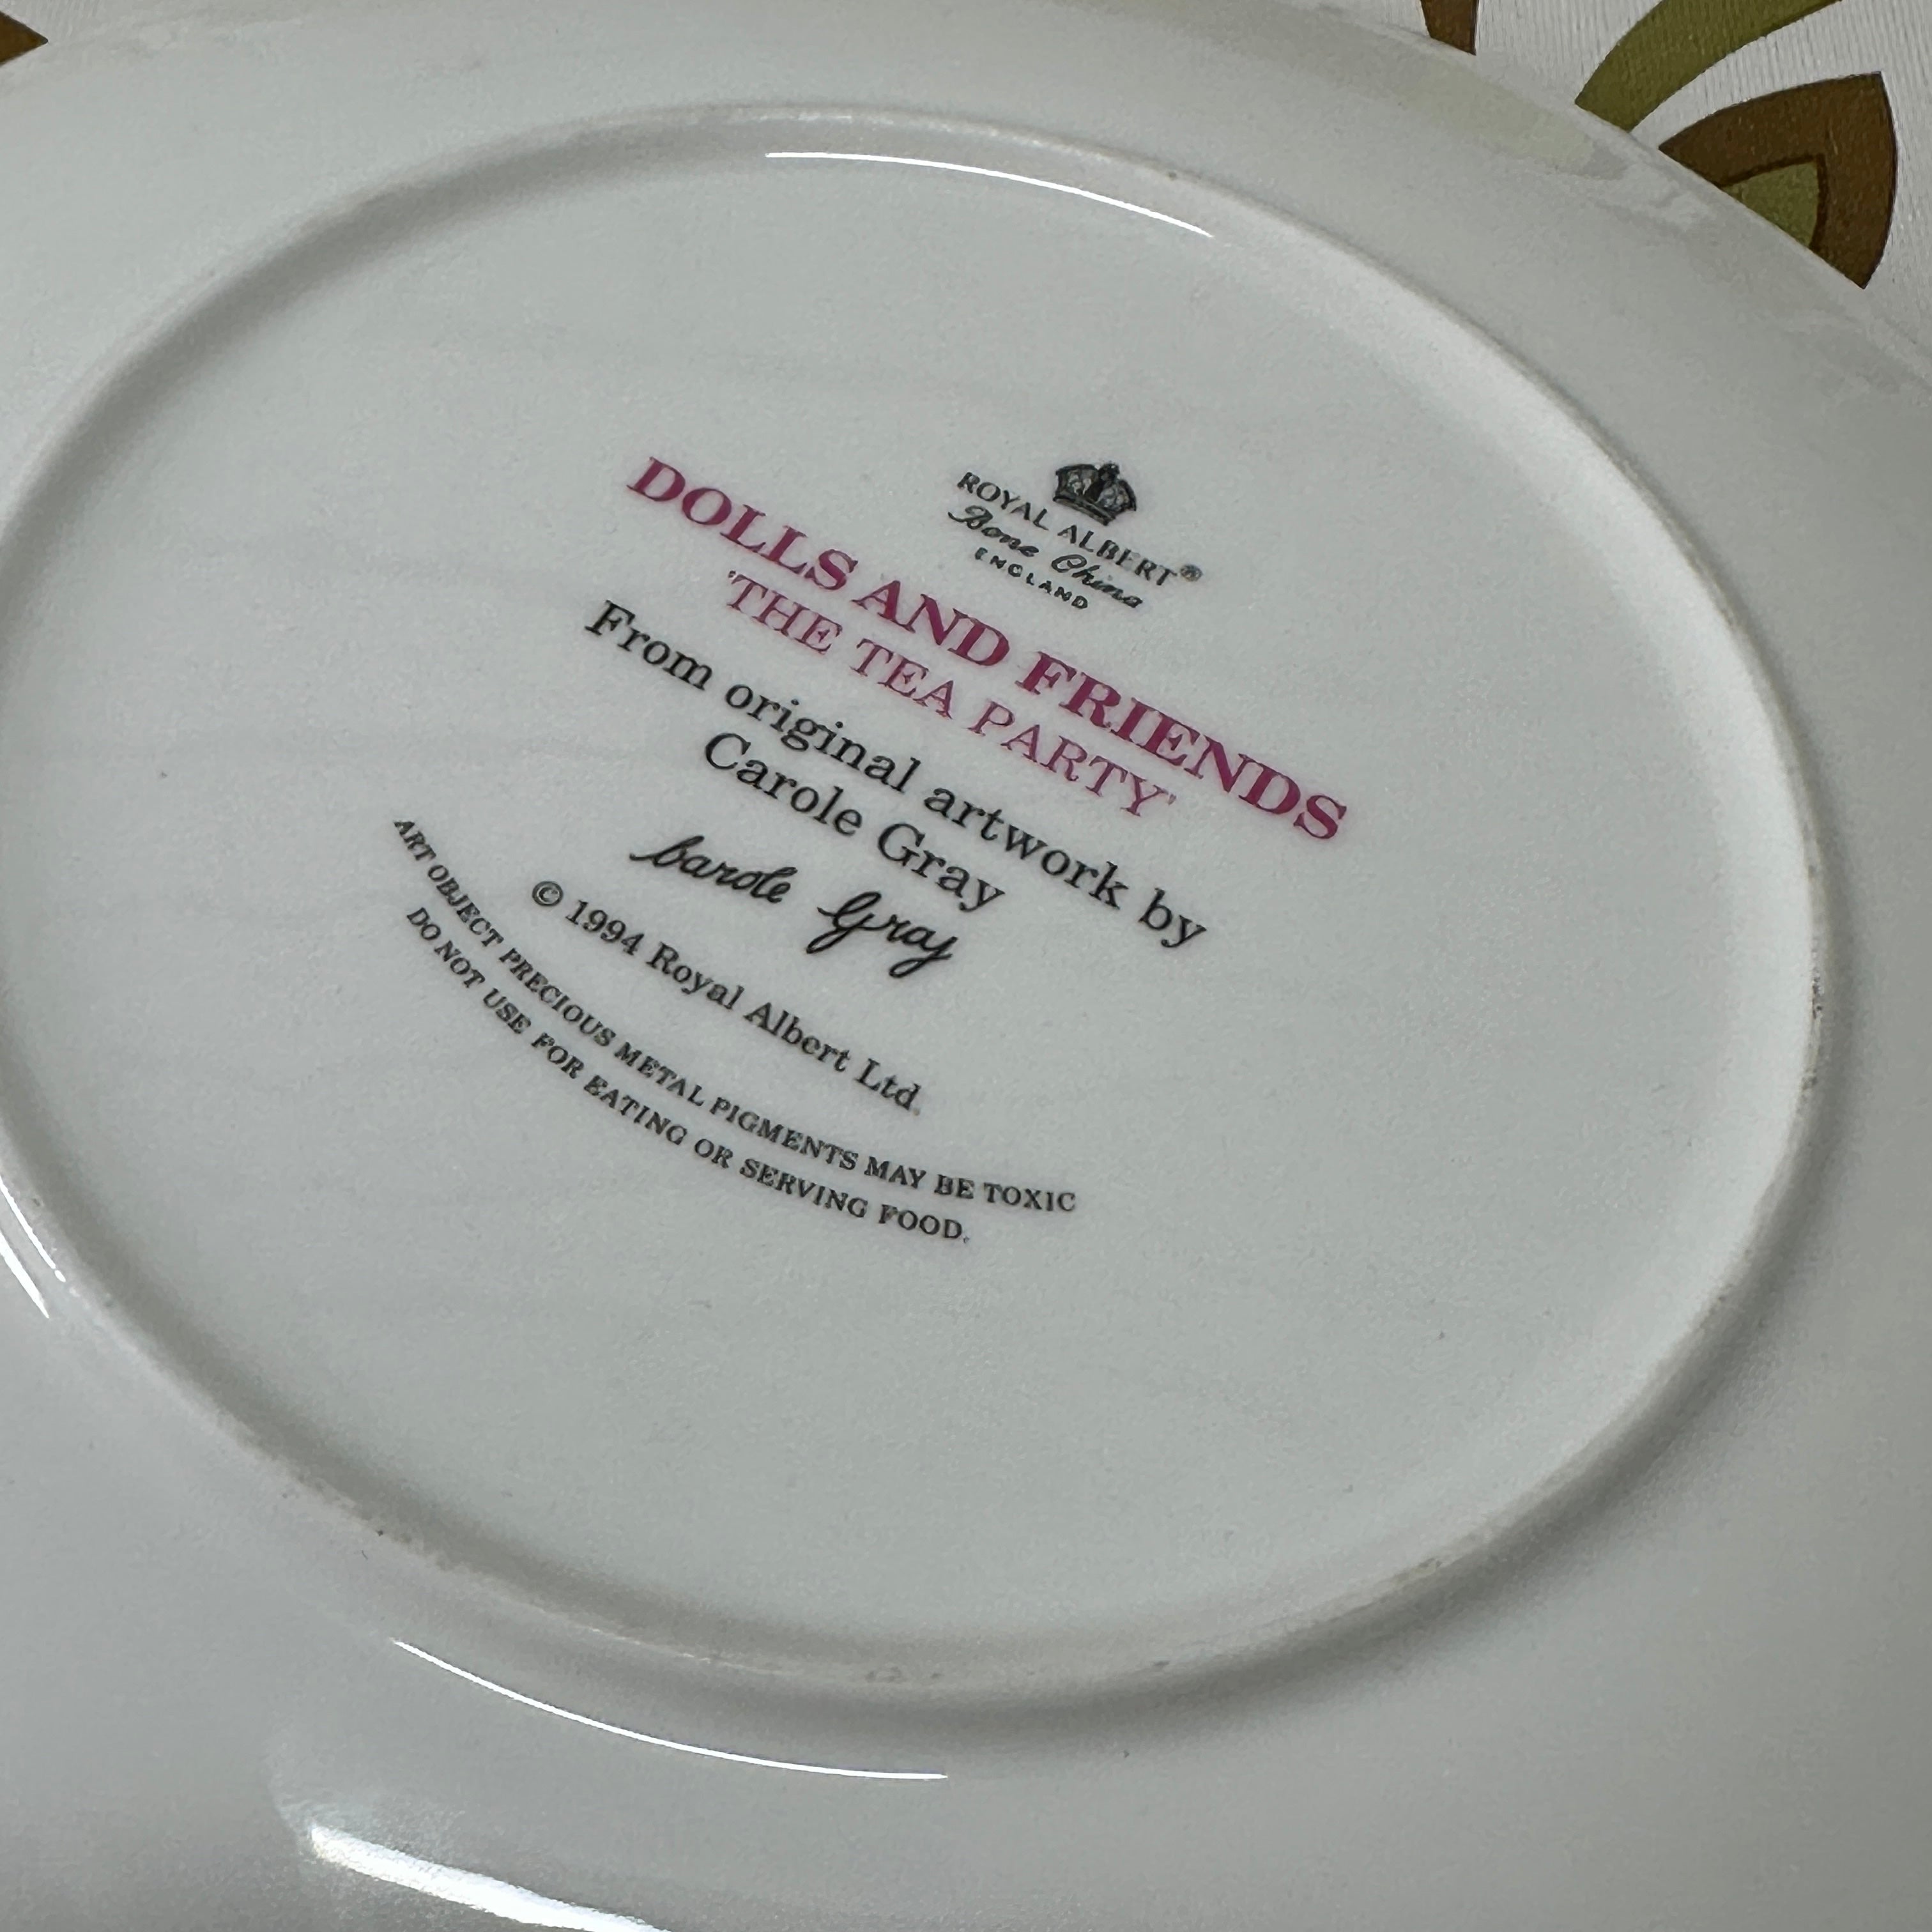 ROYAL ALBERT®
Bone China
ENGLAND
DOLLS AND FRIENDS
'THE TEA PARTY'
From original artwork by
Carole Gray
Carole Gray
© 1994 Royal Albert Ltd.
ART OBJECT PRECIOUS METAL PIGMENTS MAY BE TOXIC
DO NOT USE FOR EATING OR SERVING FOOD.